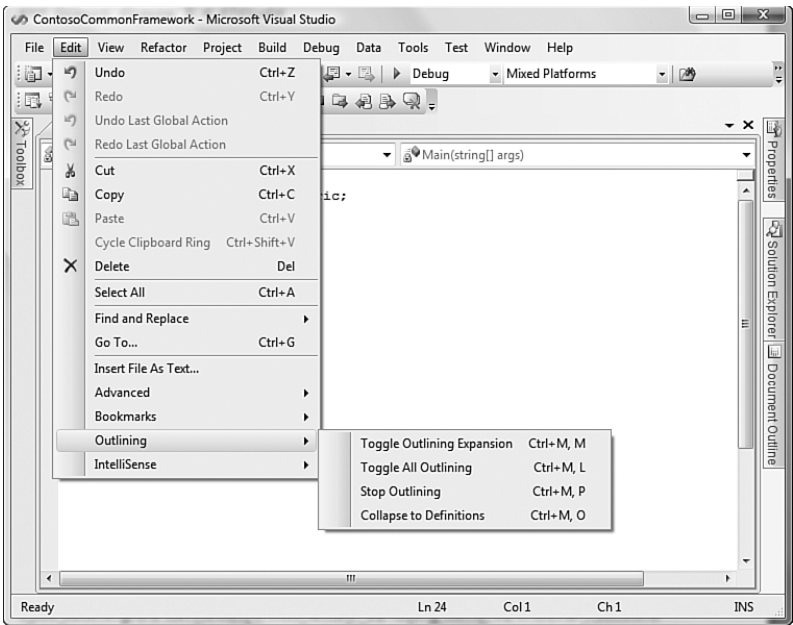 ContosoCommonFramework - Microsoft Visual Studio
File Edit View Refactor Project Build Debug Data Tools Test Window Help
Undo Ctrl+Z
Debug Mixed Platforms
Redo Ctrl+Y
Undo Last Global Action
Redo Last Global Action
Main(string[] args)
Cut Ctrl+X
Copy Ctrl+C
ic;
Paste Ctrl+V
Cycle Clipboard Ring Ctrl+Shift+V
Delete Del
Select All Ctrl+A
Find and Replace
Go To... Ctrl+G
Insert File As Text...
Advanced
Bookmarks
Outlining
IntelliSense
Toggle Outlining Expansion Ctrl+M, M
Toggle All Outlining Ctrl+M, L
Stop Outlining Ctrl+M, P
Collapse to Definitions Ctrl+M, O
Toolbox
Properties
Solution Explorer
Document Outline
Ready Ln 24 Col 1 Ch 1 INS